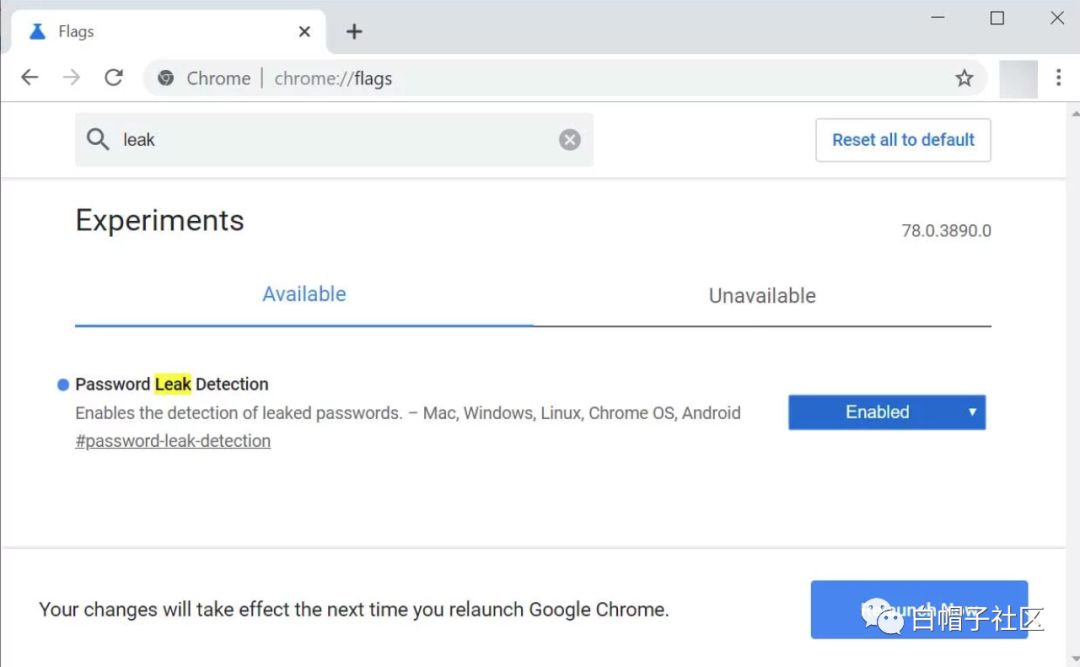 Flags
Chrome | chrome://flags
leak
Reset all to default
Experiments
78.0.3890.0
Available
Unavailable
Password Leak Detection
Enables the detection of leaked passwords. – Mac, Windows, Linux, Chrome OS, Android
Enabled
#password-leak-detection
Your changes will take effect the next time you relaunch Google Chrome.
白帽子社区